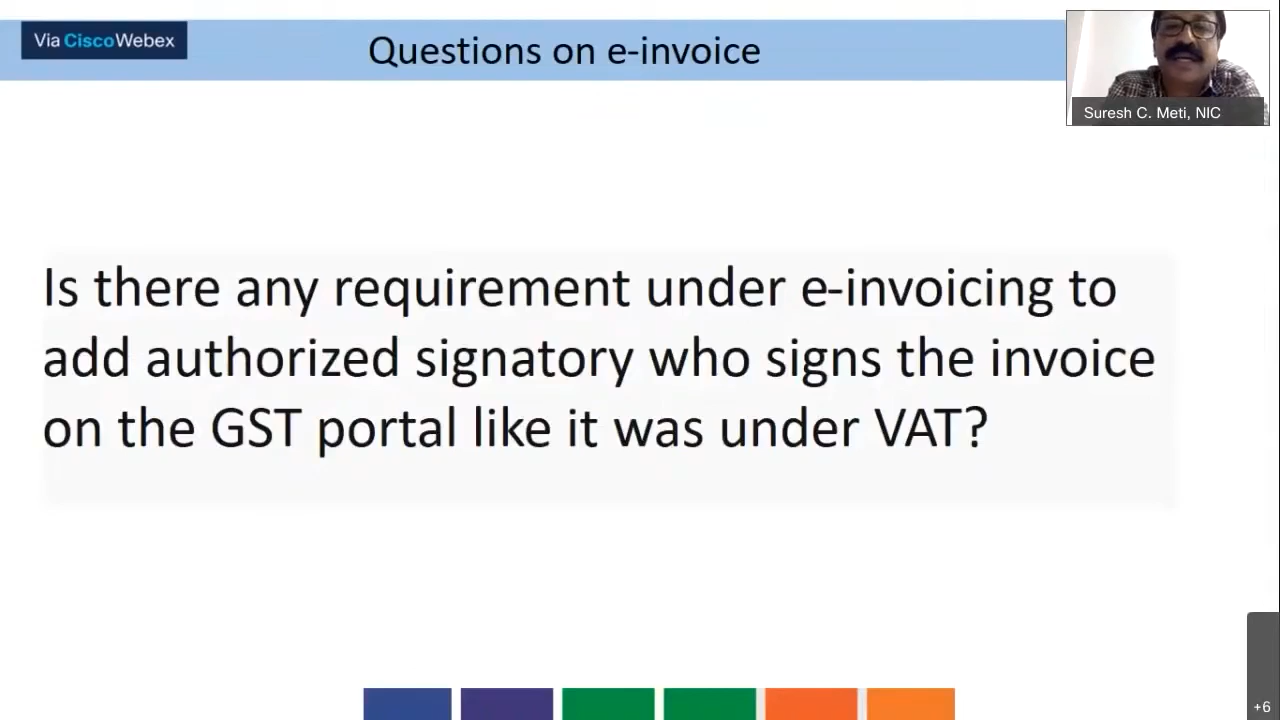 Via CiscoWebex
Questions on e-invoice
Suresh C. Meti, NIC
Is there any requirement under e-invoicing to
add authorized signatory who signs the invoice
on the GST portal like it was under VAT?
+6